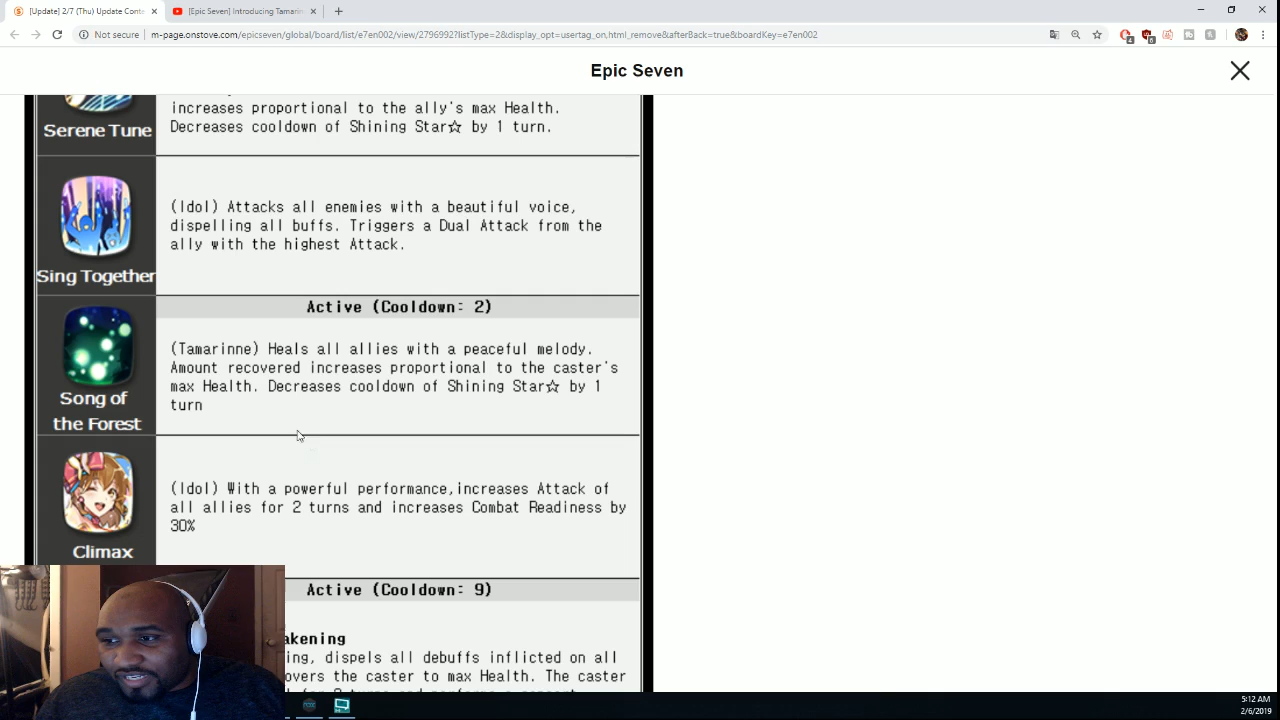 [Update] 2/7 (Thu) Update Conte
[Epic Seven] Introducing Tamarin
Not secure
m-page.onstove.com/epicseven/global/board/list/e7en002/view/2796992?listType=2&display_opt=usertag_on,html_remove&afterBack=true&boardKey=e7en002
Epic Seven
Serene Tune
increases proportional to the ally's max Health.
Decreases cooldown of Shining Star☆ by 1 turn.
Sing Together
(Idol) Attacks all enemies with a beautiful voice,
dispelling all buffs. Triggers a Dual Attack from the
ally with the highest Attack.
Active (Cooldown: 2)
Song of
the Forest
(Tamarinne) Heals all allies with a peaceful melody.
Amount recovered increases proportional to the caster's
max Health. Decreases cooldown of Shining Star☆ by 1
turn
Climax
(Idol) With a powerful performance,increases Attack of
all allies for 2 turns and increases Combat Readiness by
30%
Active (Cooldown: 9)
akening
ing, dispels all debuffs inflicted on all
overs the caster to max Health. The caster
5:12 AM
2/6/2019